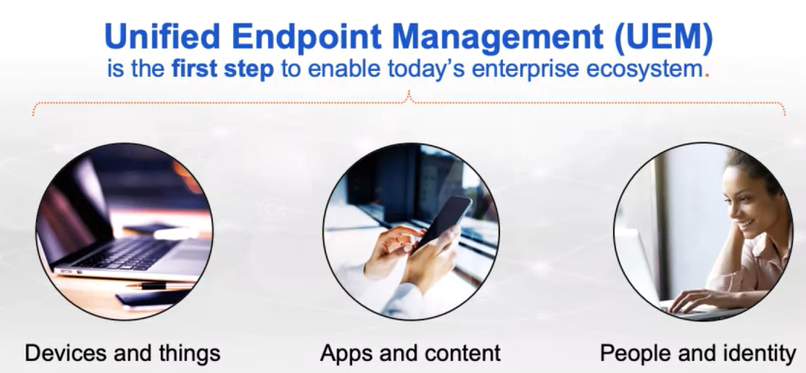 Unified Endpoint Management (UEM)
is the first step to enable today’s enterprise ecosystem.
Devices and things
Apps and content
People and identity